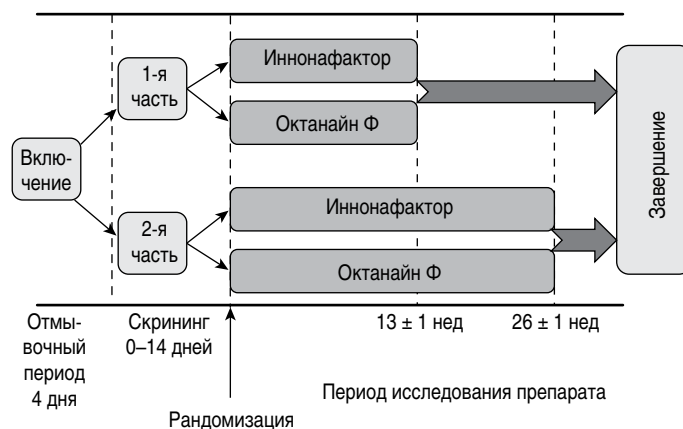 1-я
часть
Иннонафактор
Октанайн Ф
Вклю-
чение
Завершение
2-я
часть
Иннонафактор
Октанайн Ф
Отмы-
вочный
период
4 дня
Скрининг
0–14 дней
13 ± 1 нед
26 ± 1 нед
Период исследования препарата
Рандомизация